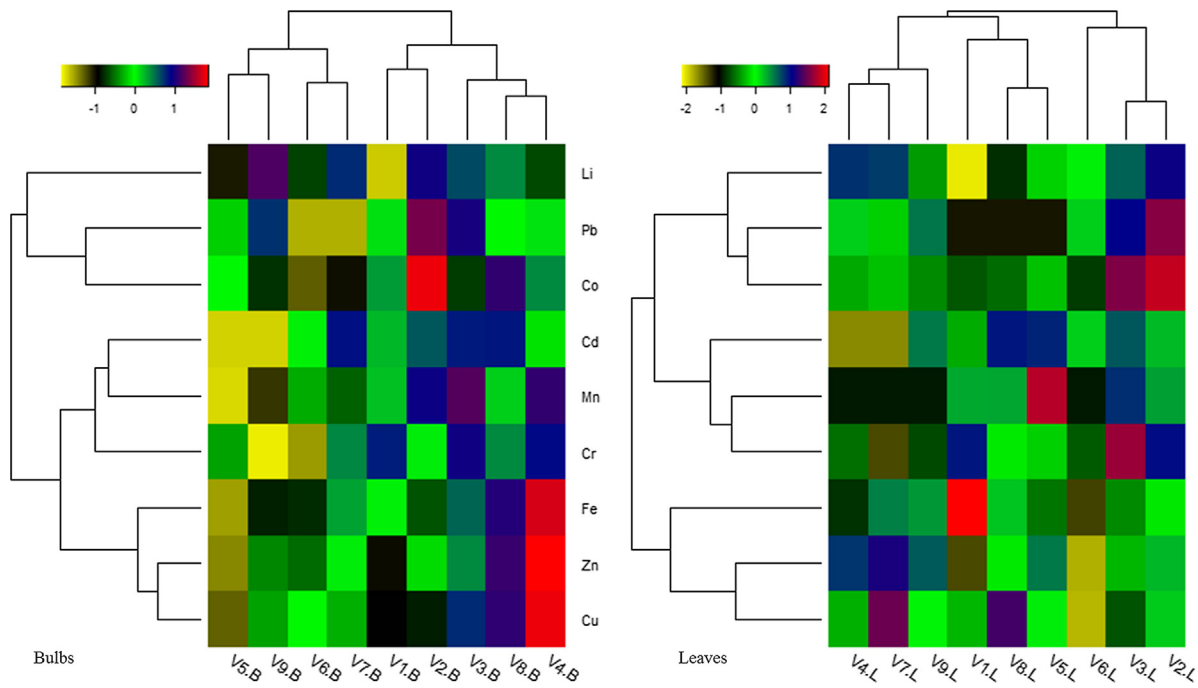 -1 0 1
-2 -1 0 1 2
Li
Pb
Co
Cd
Mn
Cr
Fe
Zn
Cu
Bulbs
V5.B V9.B V6.B V7.B V1.B V2.B V3.B V8.B V4.B
Leaves
V4.L V7.L V9.L V1.L V8.L V5.L V6.L V3.L V2.L